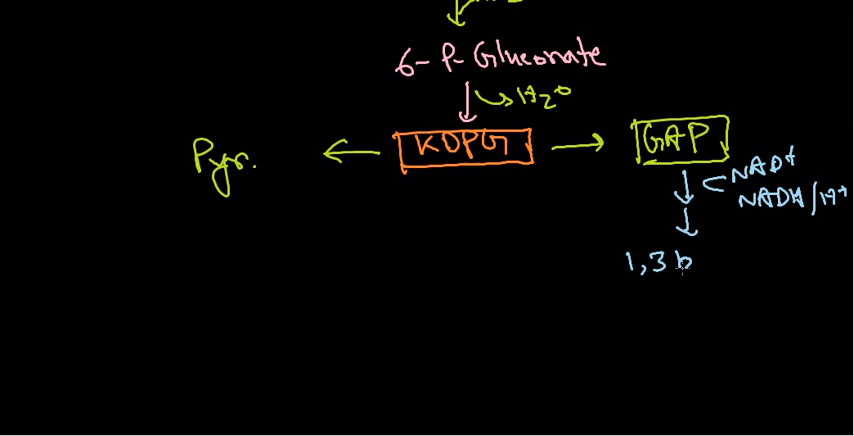 6-P-Gluconate
H2O
Pyr. ← KDPG → GAP
NAD+
NADH/H+
1,3 b